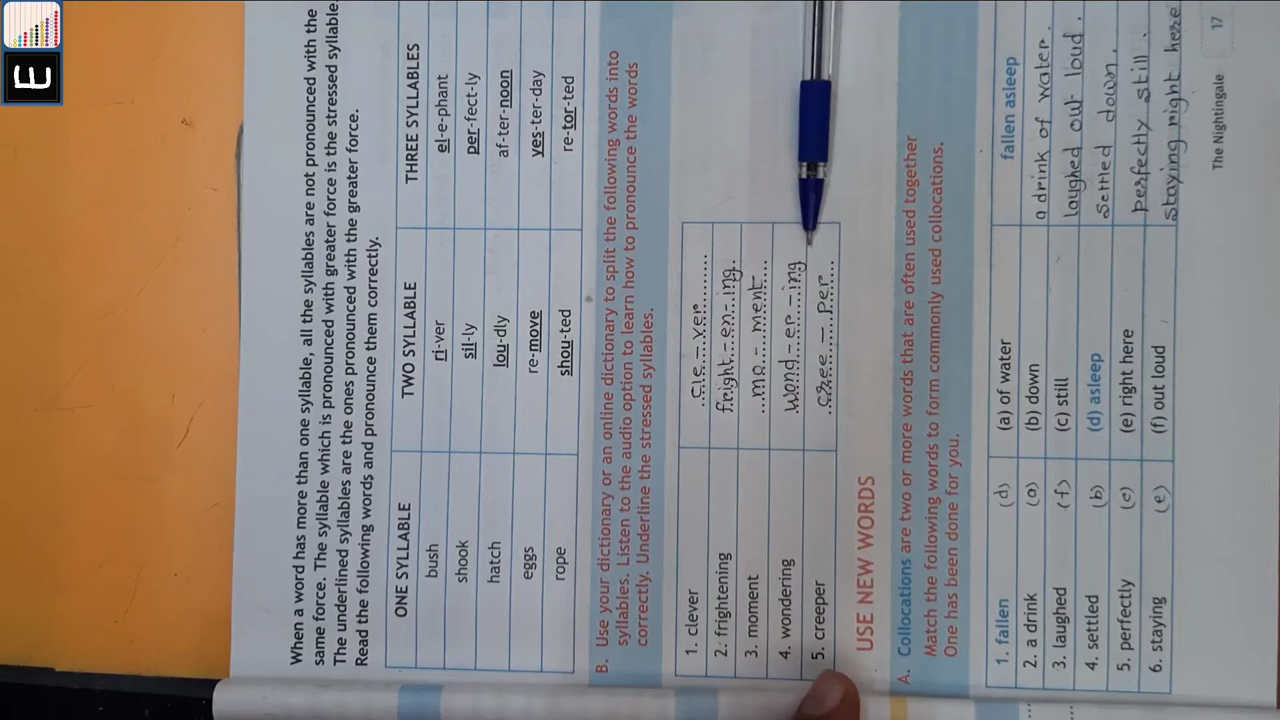 E
When a word has more than one syllable, all the syllables are not pronounced with the
same force. The syllable which is pronounced with greater force is the stressed syllable.
The underlined syllables are the ones pronounced with the greater force.
Read the following words and pronounce them correctly.
ONE SYLLABLE TWO SYLLABLE THREE SYLLABLES
bush ri-ver el-e-phant
shook sil-ly per-fect-ly
hatch lou-dly af-ter-noon
eggs re-move yes-ter-day
rope shou-ted re-tor-ted
B. Use your dictionary or an online dictionary to split the following words into
syllables. Listen to the audio option to learn how to pronounce the words
correctly. Underline the stressed syllables.
1. clever cle-ver
2. frightening fright-en-ing
3. moment mo-ment
4. wondering wond-er-ing
5. creeper cree-per
USE NEW WORDS
A. Collocations are two or more words that are often used together
Match the following words to form commonly used collocations.
One has been done for you.
1. fallen (d) (a) of water fallen asleep
2. a drink (a) (b) down a drink of water.
3. laughed (f) (c) still laughed out loud.
4. settled (b) (d) asleep Settled down.
5. perfectly (c) (e) right here perfectly still.
6. staying (e) (f) out loud staying right here
The Nightingale 17